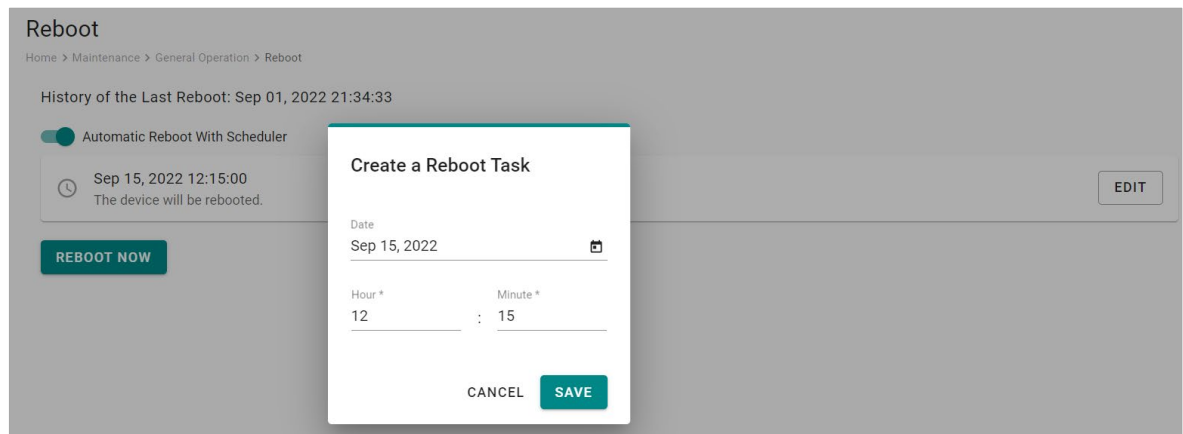 Reboot
Home > Maintenance > General Operation > Reboot
History of the Last Reboot: Sep 01, 2022 21:34:33
Automatic Reboot With Scheduler
Sep 15, 2022 12:15:00
The device will be rebooted.
EDIT
REBOOT NOW
Create a Reboot Task
Date
Sep 15, 2022
Hour * Minute *
12 : 15
CANCEL SAVE